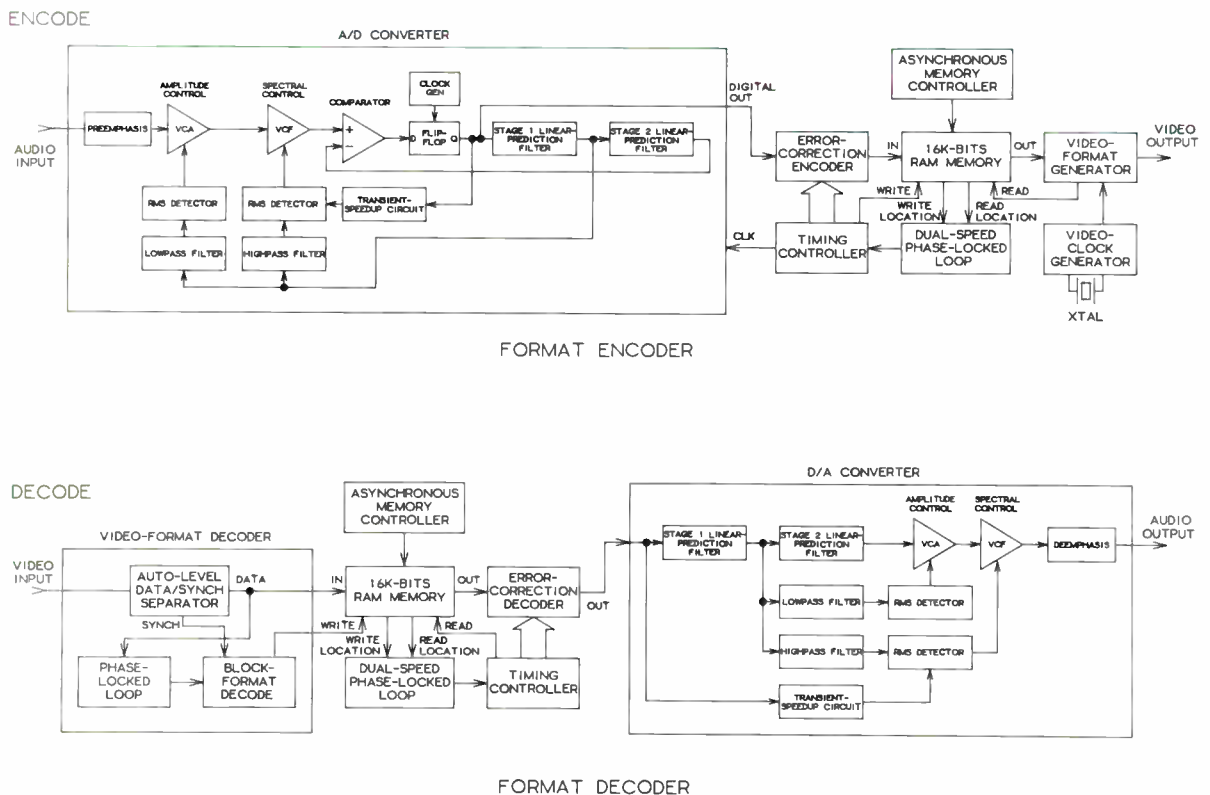 ENCODE
A/D CONVERTER
AMPLITUDE
CONTROL
SPECTRAL
CONTROL
COMPARATOR
CLOCK
GEN
DIGITAL
OUT
ASYNCHRONOUS
MEMORY
CONTROLLER
AUDIO
INPUT
PREEMPHASIS
VCA
VCF
+
−
D
FLIP-
FLOP
Q
STAGE 1 LINEAR-
PREDICTION
FILTER
STAGE 2 LINEAR-
PREDICTION
FILTER
ERROR-
CORRECTION
ENCODER
IN
16K-BITS
RAM MEMORY
OUT
VIDEO-
FORMAT
GENERATOR
VIDEO
OUTPUT
RMS DETECTOR
RMS DETECTOR
TRANSIENT-
SPEEDUP CIRCUIT
WRITE
READ
WRITE
LOCATION
READ
LOCATION
LOWPASS FILTER
HIGHPASS FILTER
CLK
TIMING
CONTROLLER
DUAL-SPEED
PHASE-LOCKED
LOOP
VIDEO-
CLOCK
GENERATOR
XTAL
FORMAT ENCODER
DECODE
VIDEO-FORMAT DECODER
ASYNCHRONOUS
MEMORY
CONTROLLER
D/A CONVERTER
AMPLITUDE
CONTROL
SPECTRAL
CONTROL
VIDEO
INPUT
AUTO-LEVEL
DATA/SYNCH
SEPARATOR
DATA
IN
16K-BITS
RAM MEMORY
OUT
ERROR-
CORRECTION
DECODER
OUT
STAGE 1 LINEAR-
PREDICTION
FILTER
STAGE 2 LINEAR-
PREDICTION
FILTER
VCA
VCF
DEEMPHASIS
AUDIO
OUTPUT
SYNCH
WRITE
READ
WRITE
LOCATION
READ
LOCATION
LOWPASS FILTER
RMS DETECTOR
HIGHPASS FILTER
RMS DETECTOR
PHASE-
LOCKED
LOOP
BLOCK-
FORMAT
DECODE
DUAL-SPEED
PHASE-LOCKED
LOOP
TIMING
CONTROLLER
TRANSIENT-
SPEEDUP CIRCUIT
FORMAT DECODER